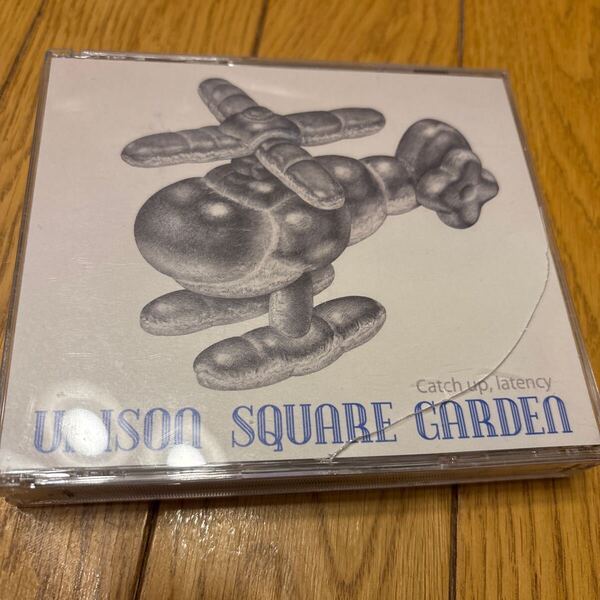 Catch up, latency
UNISON SQUARE GARDEN